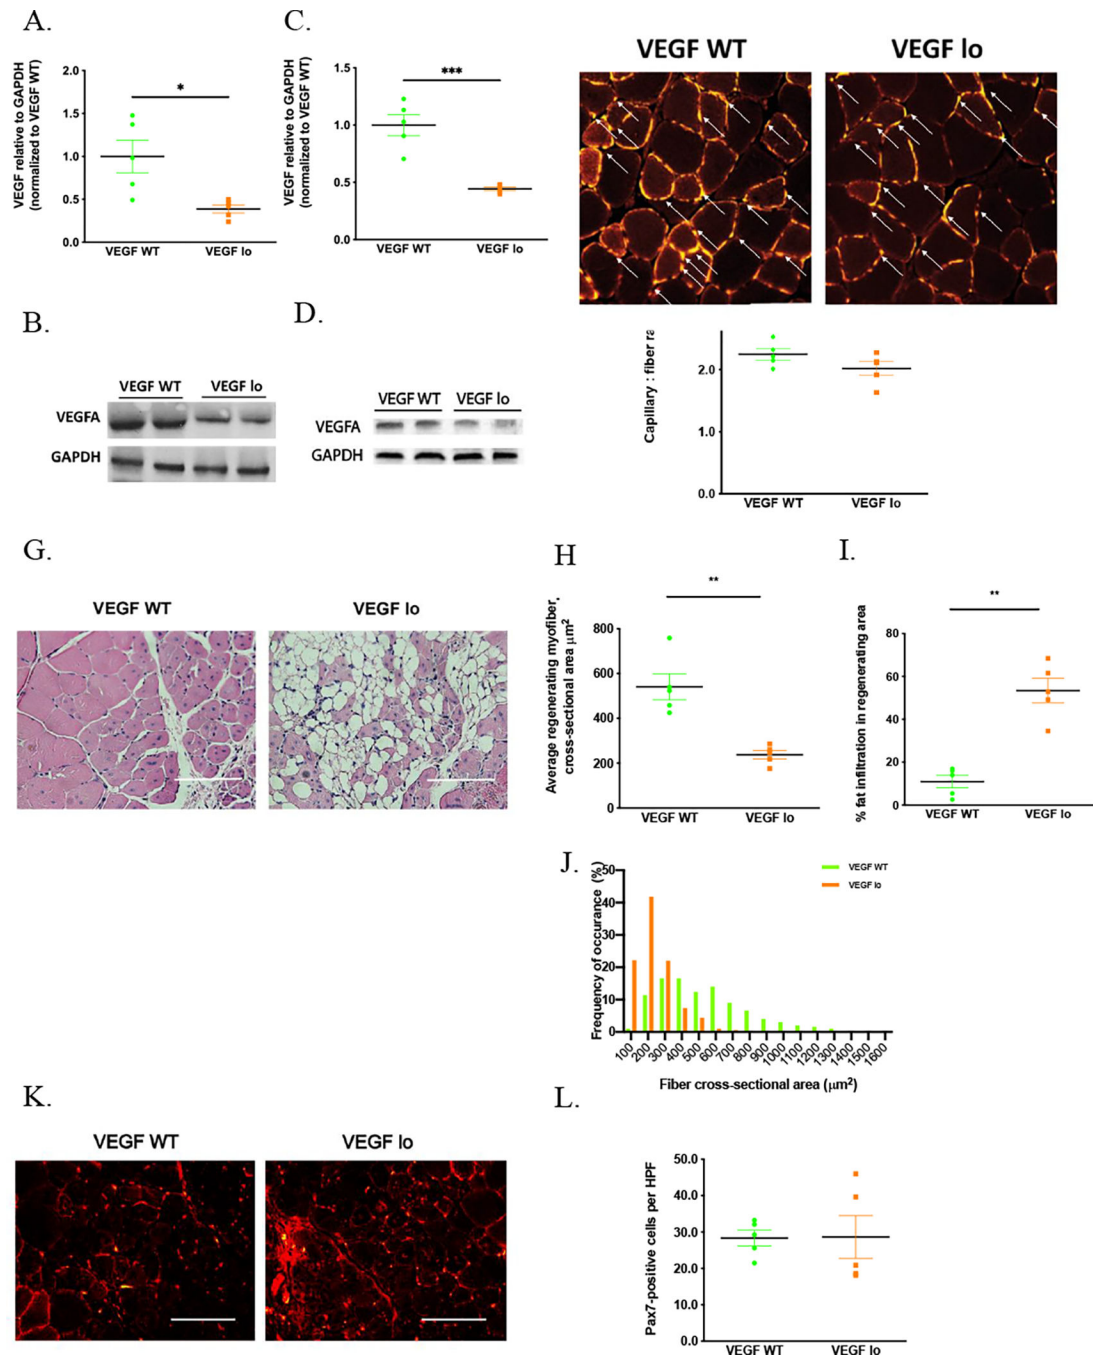 A.
VEGF relative to GAPDH
(normalized to VEGF WT)
2.0
1.5
1.0
0.5
0.0
*
VEGF WT
VEGF lo
C.
VEGF relative to GAPDH
(normalized to VEGF WT)
1.5
1.0
0.5
0.0
***
VEGF WT
VEGF lo
VEGF WT
VEGF lo
B.
VEGF WT
VEGF lo
VEGFA
GAPDH
D.
VEGF WT
VEGF lo
VEGFA
GAPDH
Capillary : fiber ra
2.0
1.0
0.0
VEGF WT
VEGF lo
G.
VEGF WT
VEGF lo
H
Average regenerating myofiber,
cross-sectional area µm²
800
600
400
200
0
**
VEGF WT
VEGF lo
I.
% fat infiltration in regenerating area
80
60
40
20
0
**
VEGF WT
VEGF lo
J.
Frequency of occurance (%)
50
40
30
20
10
0
VEGF WT
VEGF lo
100
200
300
400
500
600
700
800
900
1000
1100
1200
1300
1400
1500
1600
Fiber cross-sectional area (µm²)
K.
VEGF WT
VEGF lo
L.
Pax7-positive cells per HPF
50.0
40.0
30.0
20.0
10.0
0.0
VEGF WT
VEGF lo